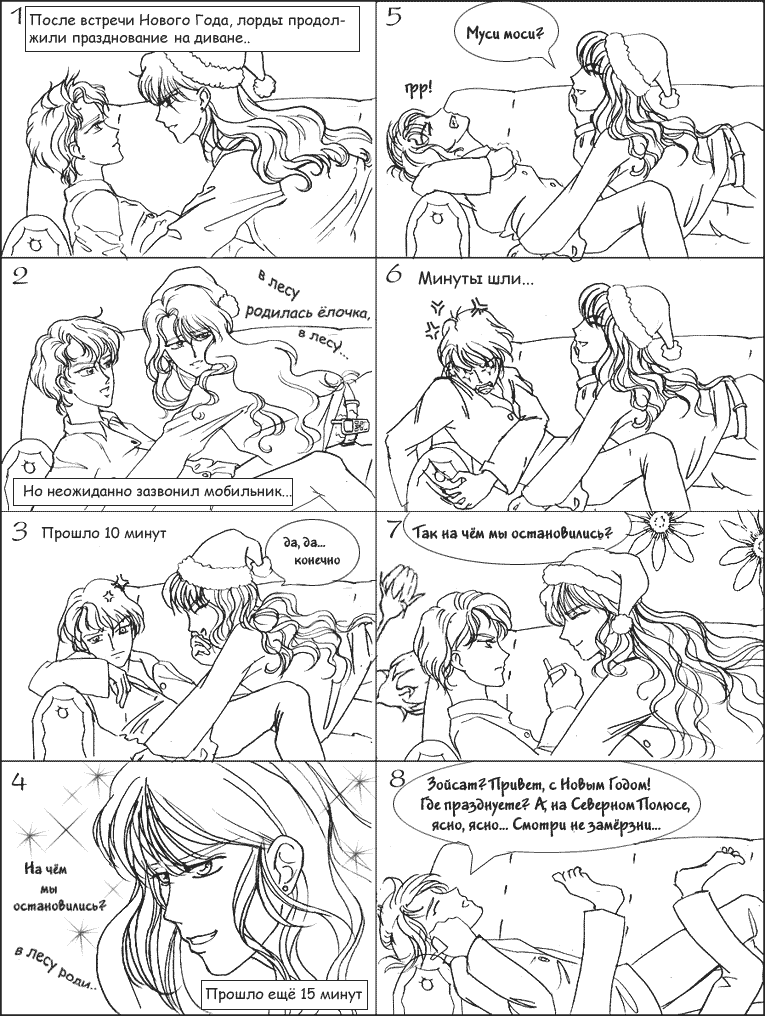 1
После встречи Нового Года, лорды продол-
жили празднование на диване..
2
в лесу
родилась ёлочка,
в лесу...
Но неожиданно зазвонил мобильник...
3
Прошло 10 минут
да, да...
конечно
4
На чём
мы
остановились?
в лесу роди..
Прошло ещё 15 минут
5
Муси моси?
ррр!
6
Минуты шли...
7
Так на чём мы остановились?
8
Зойсат? Привет, с Новым Годом!
Где празднуете? А, на Северном Полюсе,
ясно, ясно... Смотри не замёрзни...